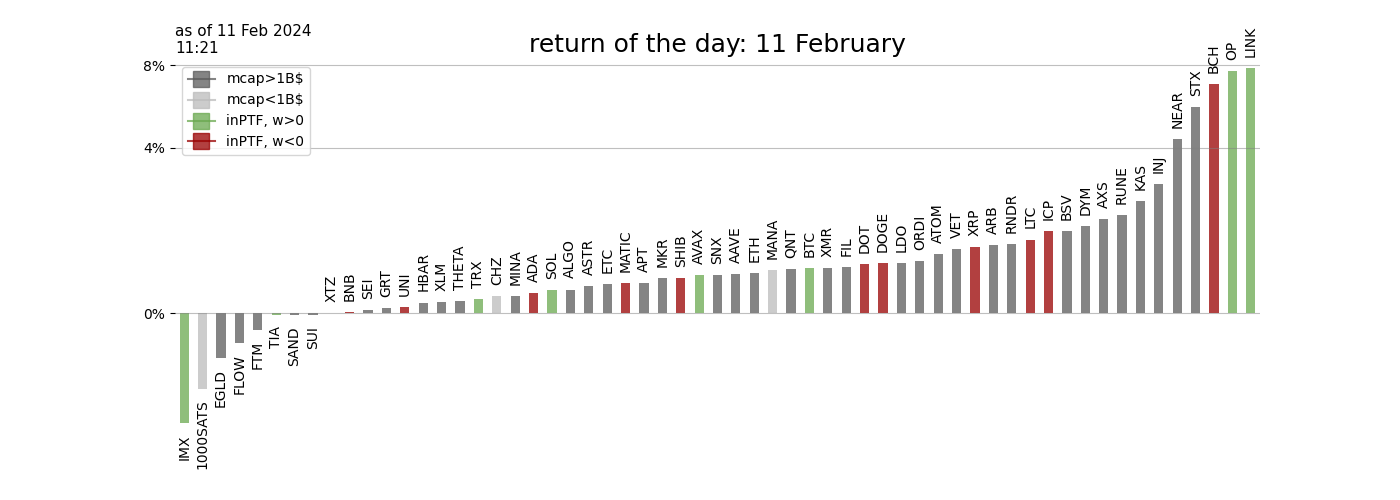 as of 11 Feb 2024
11:21
return of the day: 11 February
8%
4%
0%
mcap>1B$
mcap<1B$
inPTF, w>0
inPTF, w<0
IMX
1000SATS
EGLD
FLOW
FTM
TIA
SAND
SUI
XTZ
BNB
SEI
GRT
UNI
HBAR
XLM
THETA
TRX
CHZ
MINA
ADA
SOL
ALGO
ASTR
ETC
MATIC
APT
MKR
SHIB
AVAX
SNX
AAVE
ETH
MANA
QNT
BTC
XMR
FIL
DOT
DOGE
LDO
ORDI
ATOM
VET
XRP
ARB
RNDR
LTC
ICP
BSV
DYM
AXS
RUNE
KAS
INJ
NEAR
STX
BCH
OP
LINK